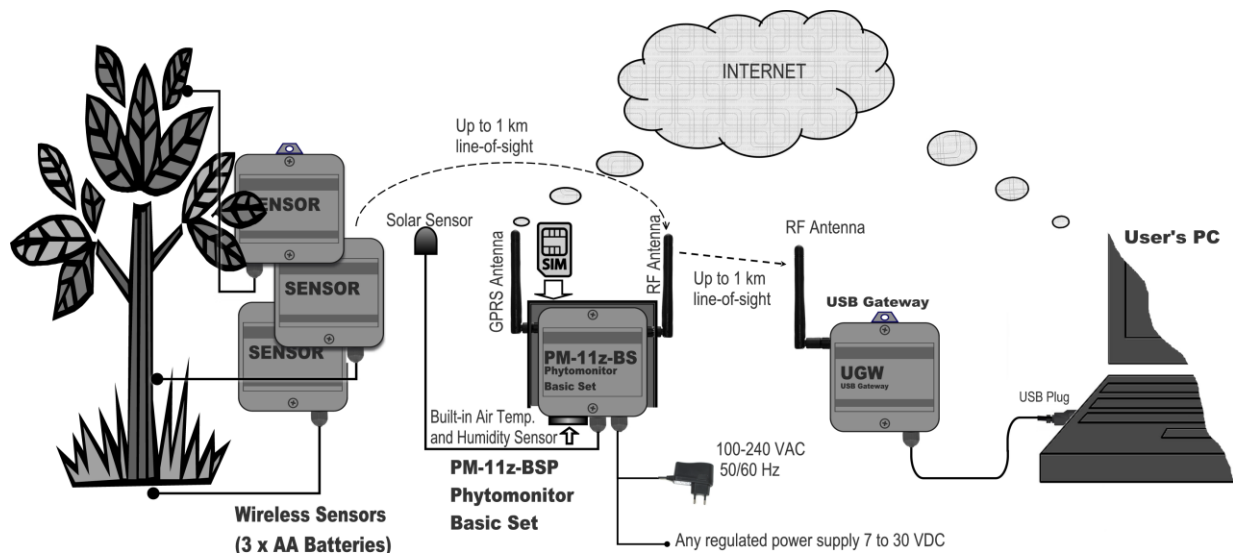 INTERNET
Up to 1 km
line-of-sight
SENSOR
SENSOR
SENSOR
Solar Sensor
GPRS Antenna
SIM
RF Antenna
RF Antenna
Up to 1 km
line-of-sight
User's PC
USB Gateway
PM-11z-BS
Phytomonitor
Basic Set
UGW
USB Gateway
USB Plug
Built-in Air Temp.
and Humidity Sensor
100-240 VAC
50/60 Hz
PM-11z-BSP
Phytomonitor
Basic Set
Wireless Sensors
(3 x AA Batteries)
Any regulated power supply 7 to 30 VDC